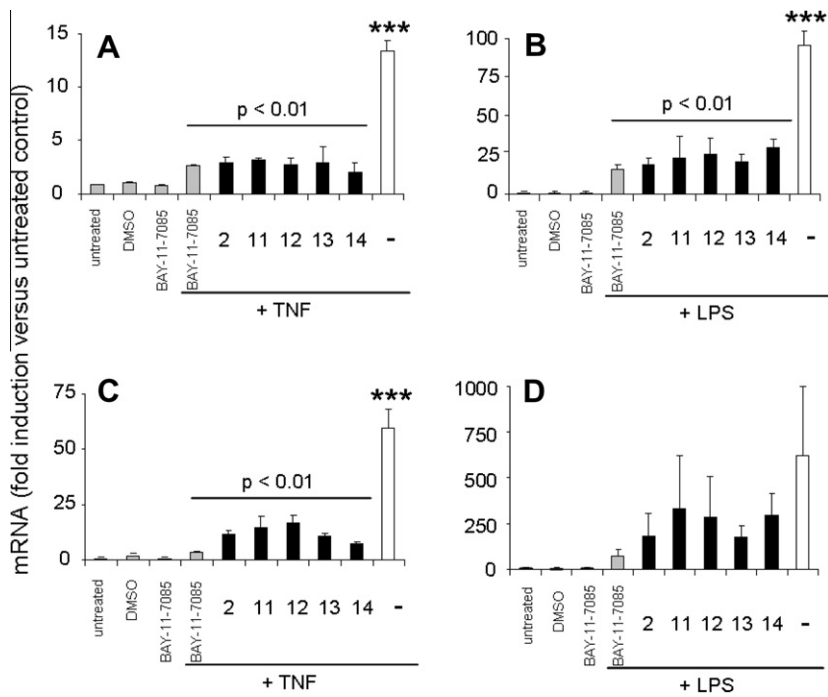 mRNA (fold induction versus untreated control)
A
***
15
10
5
0
p < 0.01
untreated
DMSO
BAY-11-7085
BAY-11-7085
2 11 12 13 14 -
+ TNF
B
***
100
75
50
25
0
p < 0.01
untreated
DMSO
BAY-11-7085
BAY-11-7085
2 11 12 13 14 -
+ LPS
C
***
75
50
25
0
p < 0.01
untreated
DMSO
BAY-11-7085
BAY-11-7085
2 11 12 13 14 -
+ TNF
D
1000
750
500
250
0
untreated
DMSO
BAY-11-7085
BAY-11-7085
2 11 12 13 14 -
+ LPS